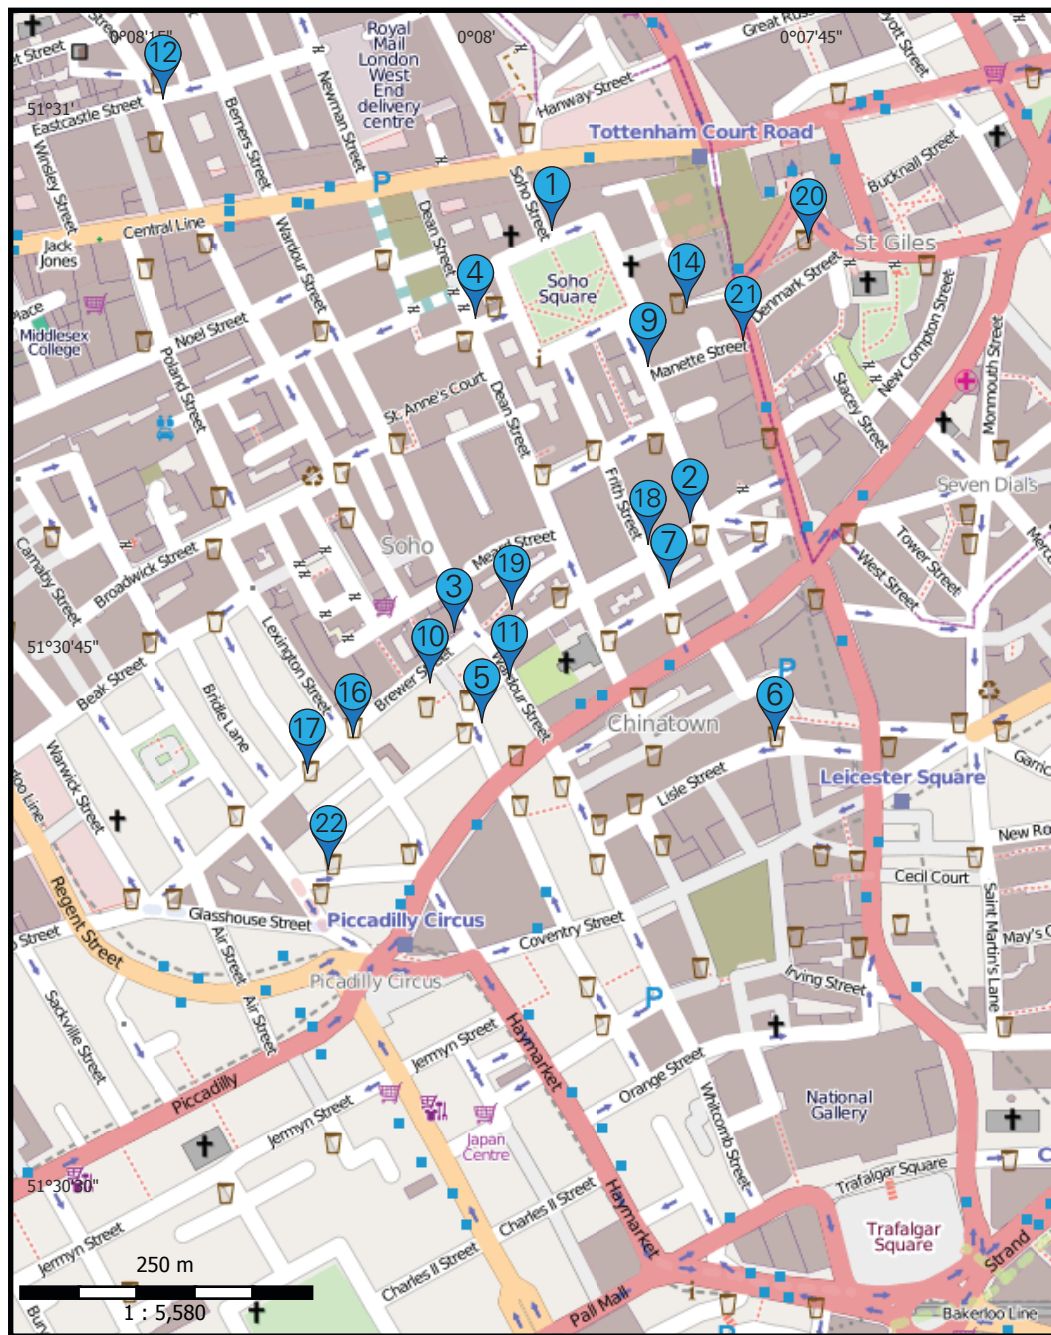 0°08'15"
0°08'
0°07'45"
Royal
Mail
London
West
End
delivery
centre
Great Rus
Street
12
51°31'
Eastcastle Street
Hanway Street
Winsley Street
Berners Street
Newman Street
Tottenham Court Road
Bucknall Street
Soho Street
1
20
Central Line
Jack
Jones
Dean Street
Wardour Street
St Giles
4
Soho
Square
14
Denmark Street
21
Place
Middlesex
College
Noel Street
9
Manette Street
New Compton Street
Monmouth Street
Poland Street
St. Anne's Court
Dean Street
Stacey Street
Frith Street
2
18
Seven Dials
Carnaby Street
Soho
Meard Street
7
Tower Street
West Street
Merce
Broadwick Street
19
3
51°30'45"
Lexington Street
10
11
Beak Street
Bridle Lane
16
Brewer Street
5
Wardour Street
6
17
Chinatown
Warwick Street
Lisle Street
Leicester Square
Garric
rloo Line
22
New Ro
Cecil Court
Regent Street
Glasshouse Street
Piccadilly Circus
Coventry Street
Saint Martin's Lane
May's C
Street
Air Street
Picadilly Circus
Irving Street
Sackville Street
Air Street
Jermyn Street
Haymarket
Orange Street
Piccadilly
Jermyn Street
Japan
Centre
Whitcomb Street
National
Gallery
51°30'30"
Trafalgar Square
Charles II Street
Haymarket
Jermyn Street
Trafalgar
Square
Charles II Street
Strand
250 m
1 : 5,580
Pall Mall
Bakerloo Line